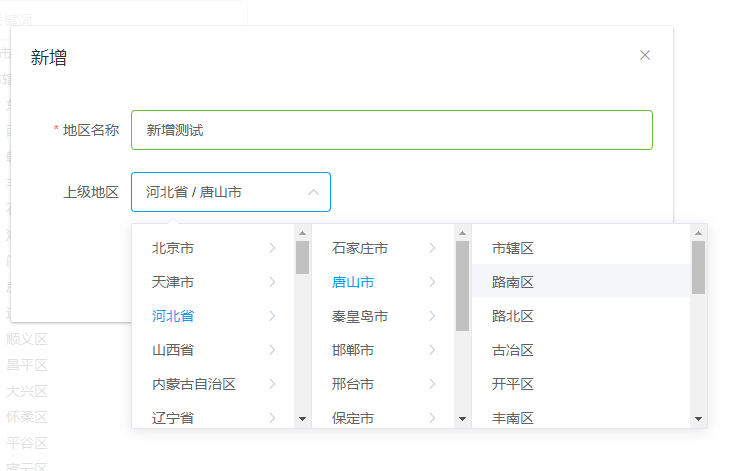 新增
* 地区名称
新增测试
上级地区
河北省 / 唐山市
北京市
天津市
河北省
山西省
内蒙古自治区
辽宁省
石家庄市
唐山市
秦皇岛市
邯郸市
邢台市
保定市
市辖区
路南区
路北区
古冶区
开平区
丰南区
顺义区
昌平区
大兴区
怀柔区
平谷区
密云区